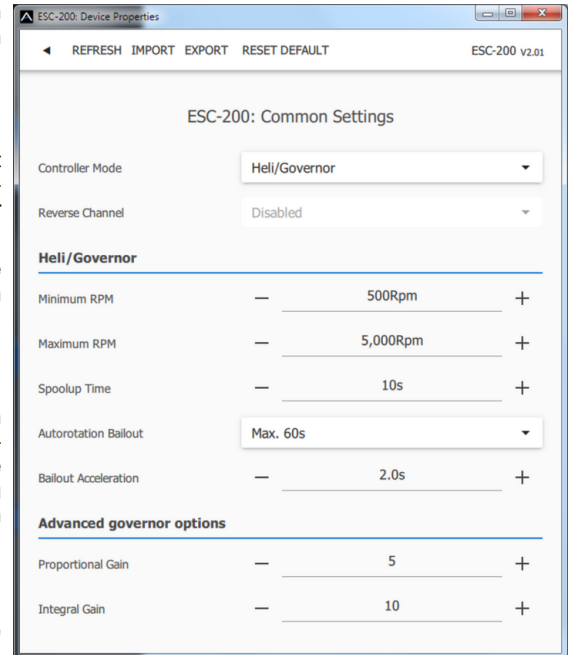 ESC-200: Device Properties
REFRESH IMPORT EXPORT RESET DEFAULT ESC-200 V2.01
ESC-200: Common Settings
Controller Mode Heli/Governor
Reverse Channel Disabled
Heli/Governor
Minimum RPM — 500Rpm +
Maximum RPM — 5,000Rpm +
Spoolup Time — 10s +
Autorotation Bailout Max. 60s
Bailout Acceleration — 2.0s +
Advanced governor options
Proportional Gain — 5 +
Integral Gain — 10 +